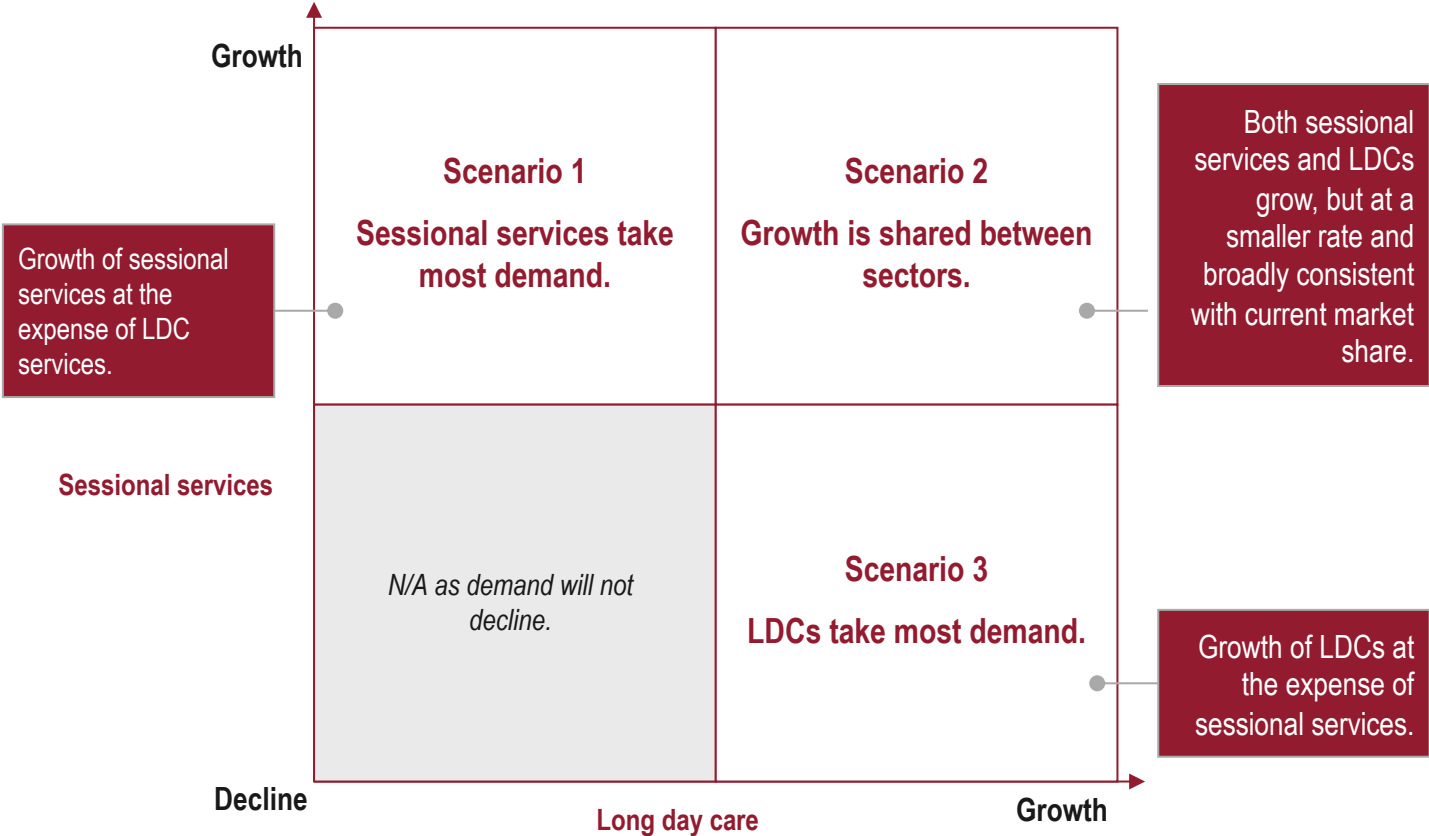 Growth
Scenario 1
Sessional services take
most demand.
Scenario 2
Growth is shared between
sectors.
Both sessional
services and LDCs
grow, but at a
smaller rate and
broadly consistent
with current market
share.
Growth of sessional
services at the
expense of LDC
services.
Sessional services
N/A as demand will not
decline.
Scenario 3
LDCs take most demand.
Growth of LDCs at
the expense of
sessional services.
Decline
Long day care
Growth